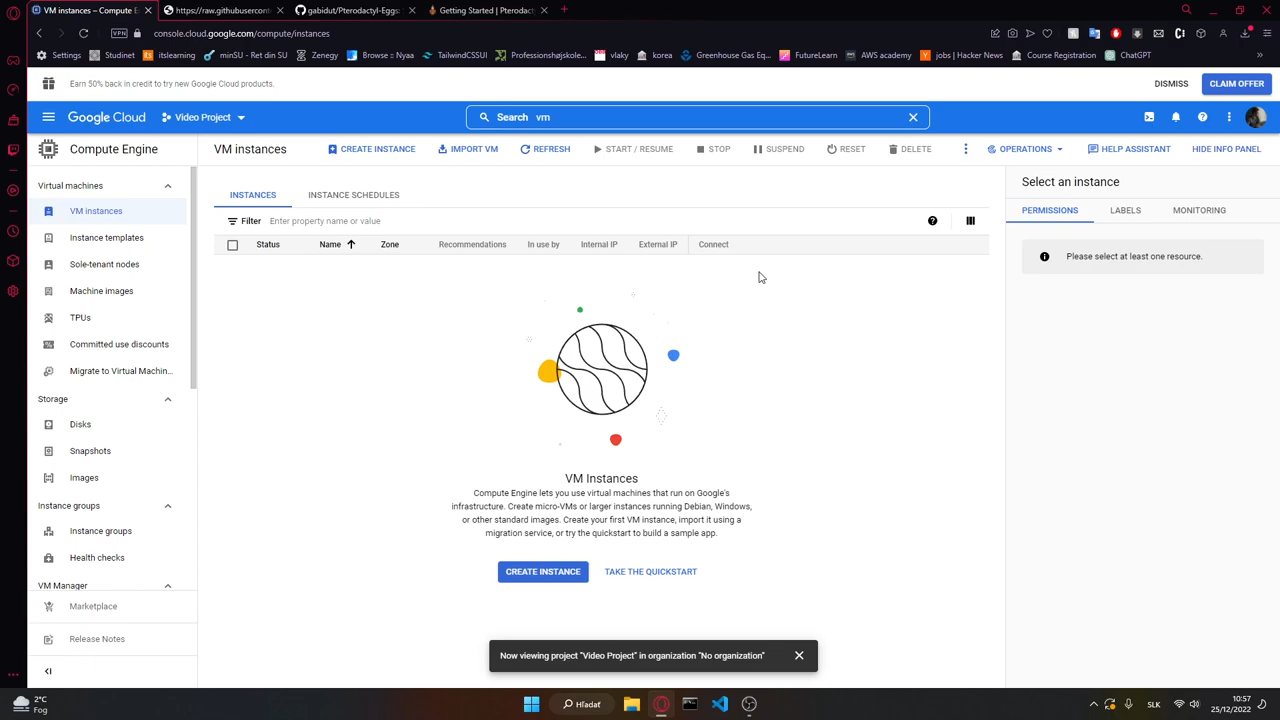 VM instances – Compute E
https://raw.githubusercont
gabidut/Pterodactyl-Eggs:
Getting Started | Pterodact
VPN
console.cloud.google.com/compute/instances
Settings
Studinet
itslearning
minSU - Ret din SU
Zenegy
Browse :: Nyaa
TailwindCSSUI
Professionshøjskole...
vlaky
korea
Greenhouse Gas Eq...
FutureLearn
AWS academy
jobs | Hacker News
Course Registration
ChatGPT
Earn 50% back in credit to try new Google Cloud products.
DISMISS
CLAIM OFFER
Google Cloud
Video Project
Search vm
Compute Engine
VM instances
CREATE INSTANCE
IMPORT VM
REFRESH
START / RESUME
STOP
SUSPEND
RESET
DELETE
OPERATIONS
HELP ASSISTANT
HIDE INFO PANEL
Virtual machines
VM instances
Instance templates
Sole-tenant nodes
Machine images
TPUs
Committed use discounts
Migrate to Virtual Machin...
Storage
Disks
Snapshots
Images
Instance groups
Instance groups
Health checks
VM Manager
Marketplace
Release Notes
INSTANCES
INSTANCE SCHEDULES
Filter Enter property name or value
Status Name Zone Recommendations In use by Internal IP External IP Connect
VM Instances
Compute Engine lets you use virtual machines that run on Google's
infrastructure. Create micro-VMs or larger instances running Debian, Windows,
or other standard images. Create your first VM instance, import it using a
migration service, or try the quickstart to build a sample app.
CREATE INSTANCE
TAKE THE QUICKSTART
Now viewing project "Video Project" in organization "No organization"
Select an instance
PERMISSIONS
LABELS
MONITORING
Please select at least one resource.
2°C
Fog
Hľadať
SLK
10:57
25/12/2022